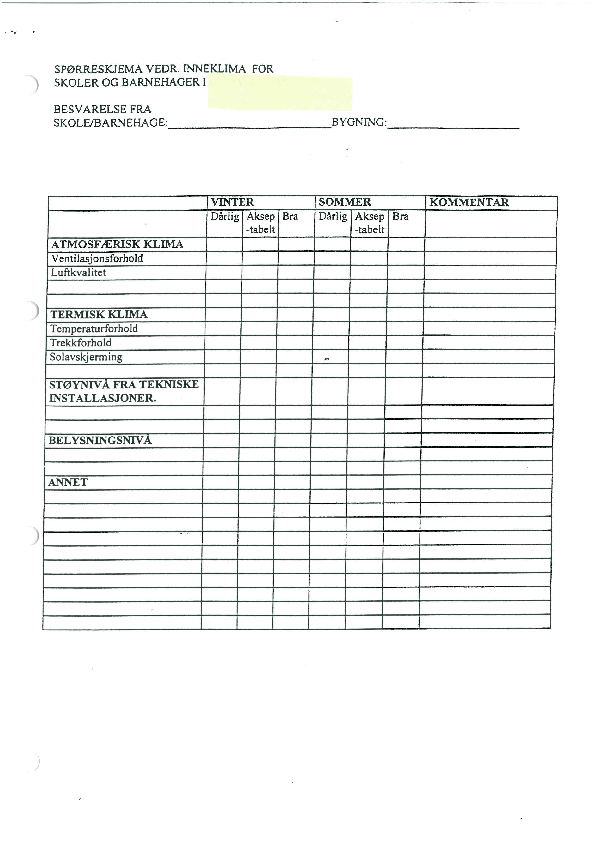 SPØRRESKJEMA VEDR. INNEKLIMA FOR
SKOLER OG BARNEHAGER I
BESVARELSE FRA
SKOLE/BARNEHAGE: BYGNING:
VINTER SOMMER KOMMENTAR
Dårlig Aksep Bra Dårlig Aksep Bra
-tabelt -tabelt
ATMOSFÆRISK KLIMA
Ventilasjonsforhold
Luftkvalitet
TERMISK KLIMA
Temperaturforhold
Trekkforhold
Solavskjerming
STØYNIVÅ FRA TEKNISKE
INSTALLASJONER.
BELYSNINGSNIVÅ
ANNET